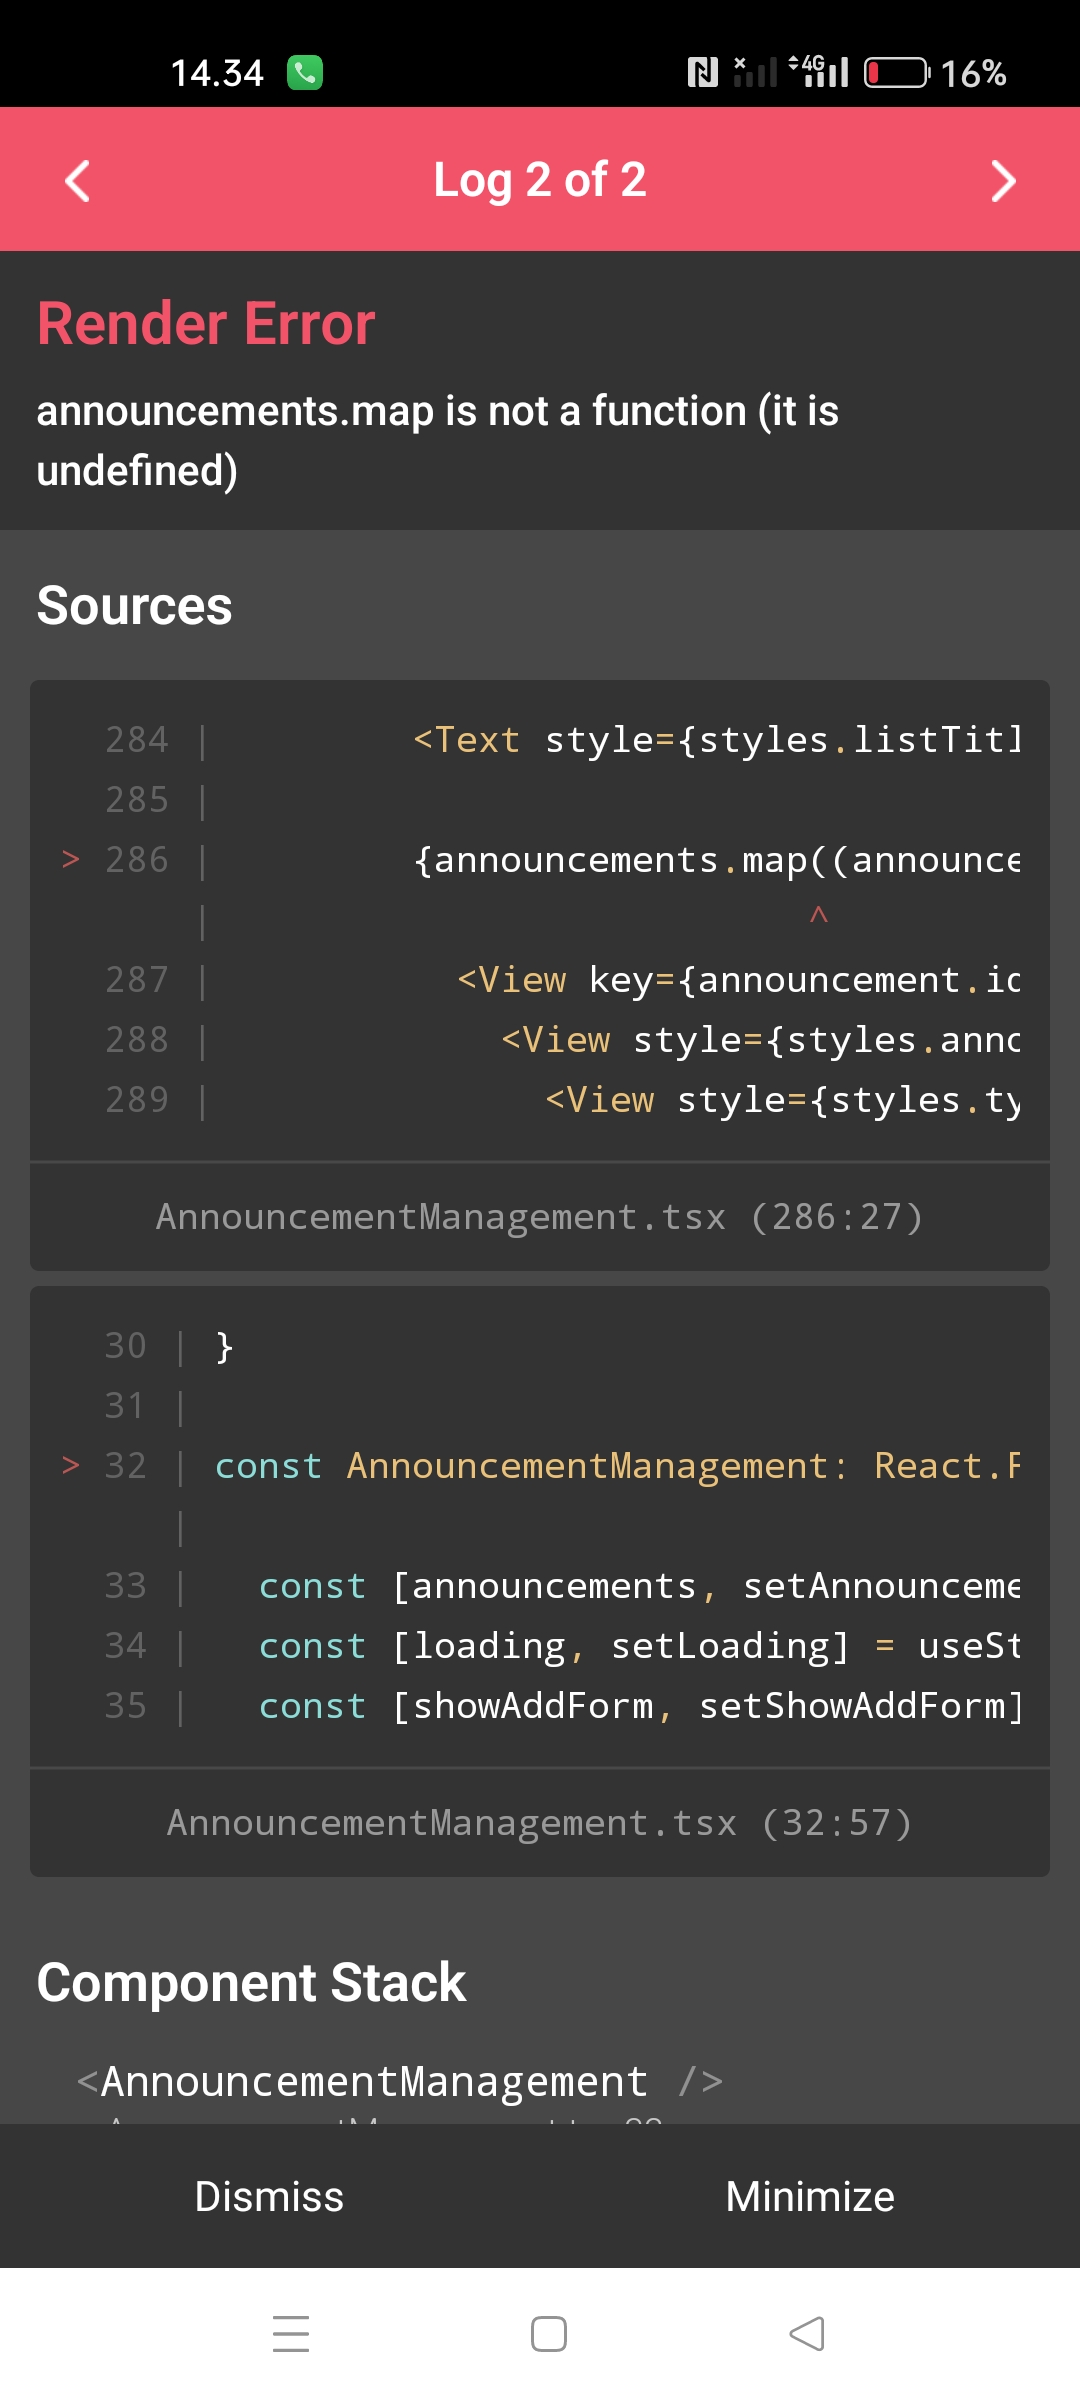 14.34
4G
16%
Log 2 of 2
Render Error
announcements.map is not a function (it is
undefined)
Sources
284 | <Text style={styles.listTitl
285 |
> 286 | {announcements.map((announce
| ^
287 | <View key={announcement.id
288 | <View style={styles.anno
289 | <View style={styles.ty
AnnouncementManagement.tsx (286:27)
30 | }
31 |
> 32 | const AnnouncementManagement: React.F
|
33 | const [announcements, setAnnounceme
34 | const [loading, setLoading] = useSt
35 | const [showAddForm, setShowAddForm]
AnnouncementManagement.tsx (32:57)
Component Stack
<AnnouncementManagement />
Dismiss
Minimize